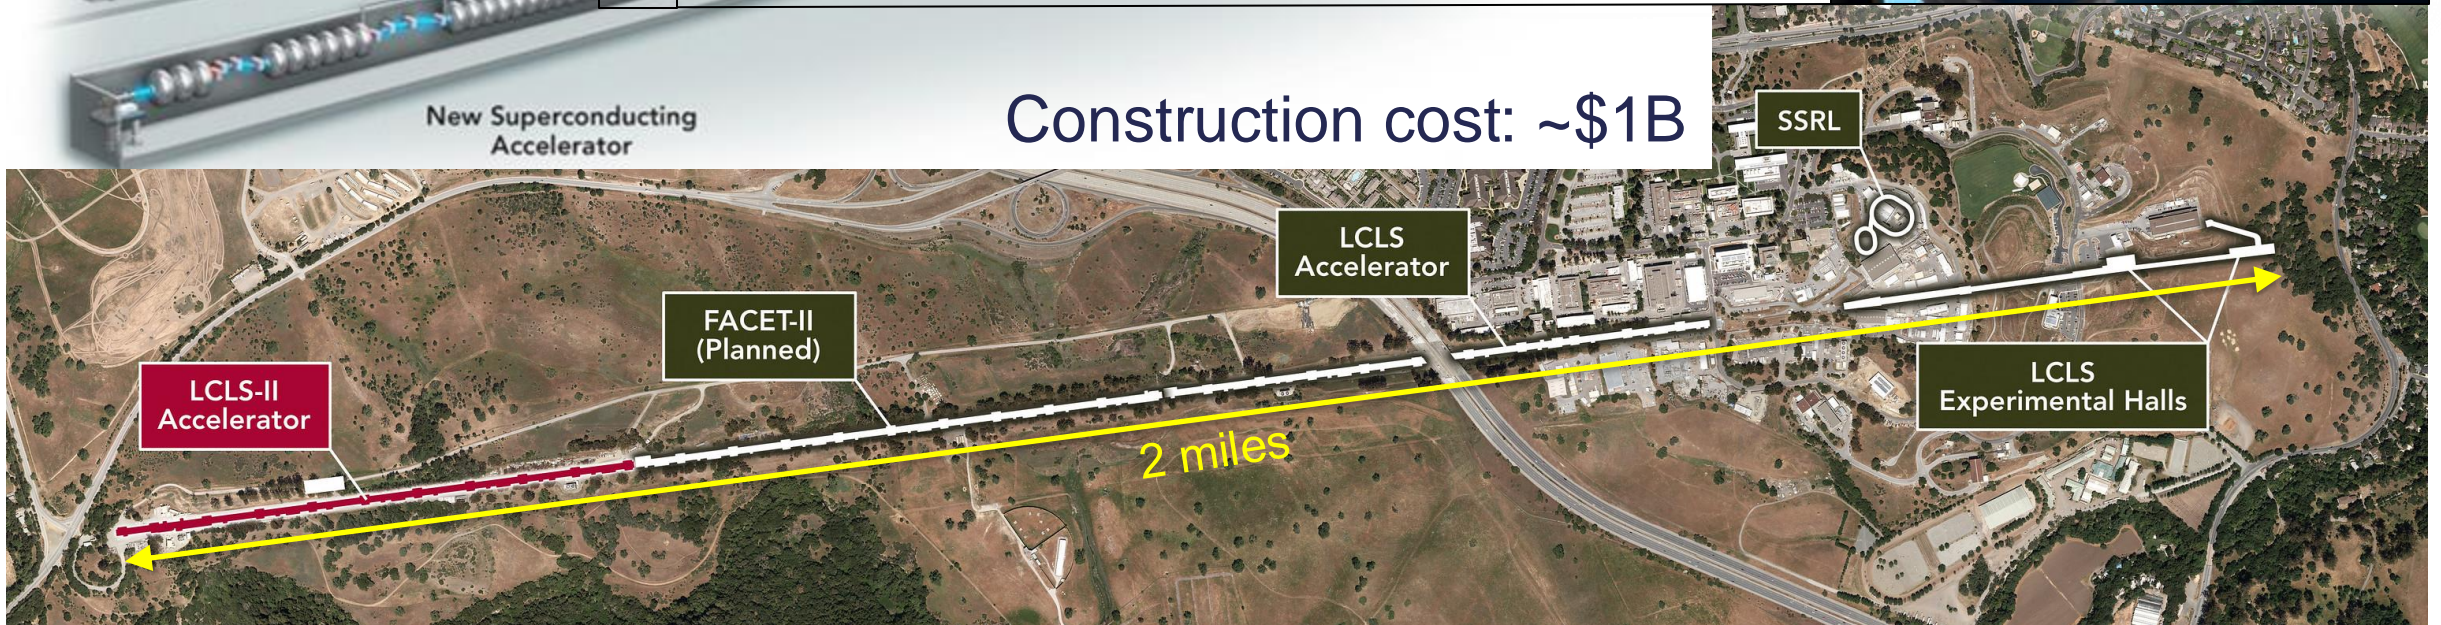 New Superconducting
Accelerator
Construction cost: ~$1B
SSRL
LCLS
Accelerator
FACET-II
(Planned)
LCLS-II
Accelerator
LCLS
Experimental Halls
2 miles